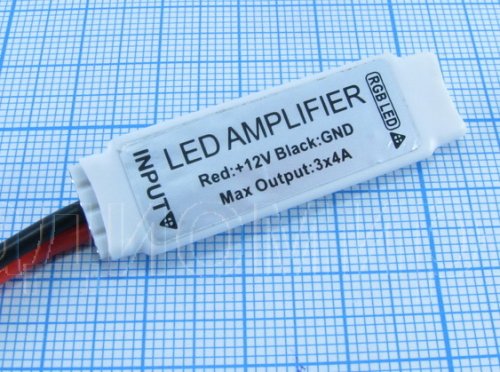 INPUT
LED AMPLIFIER
Red:+12V Black:GND
Max Output:3x4A
RGB LED